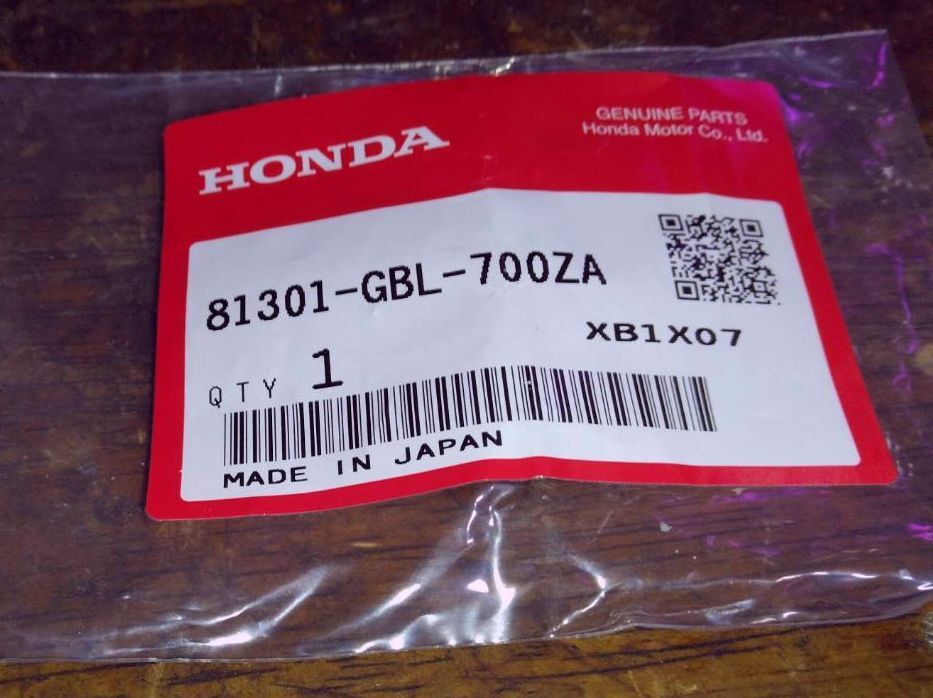 HONDA
GENUINE PARTS
Honda Motor Co., Ltd.
81301-GBL-700ZA
XB1X07
QTY 1
MADE IN JAPAN